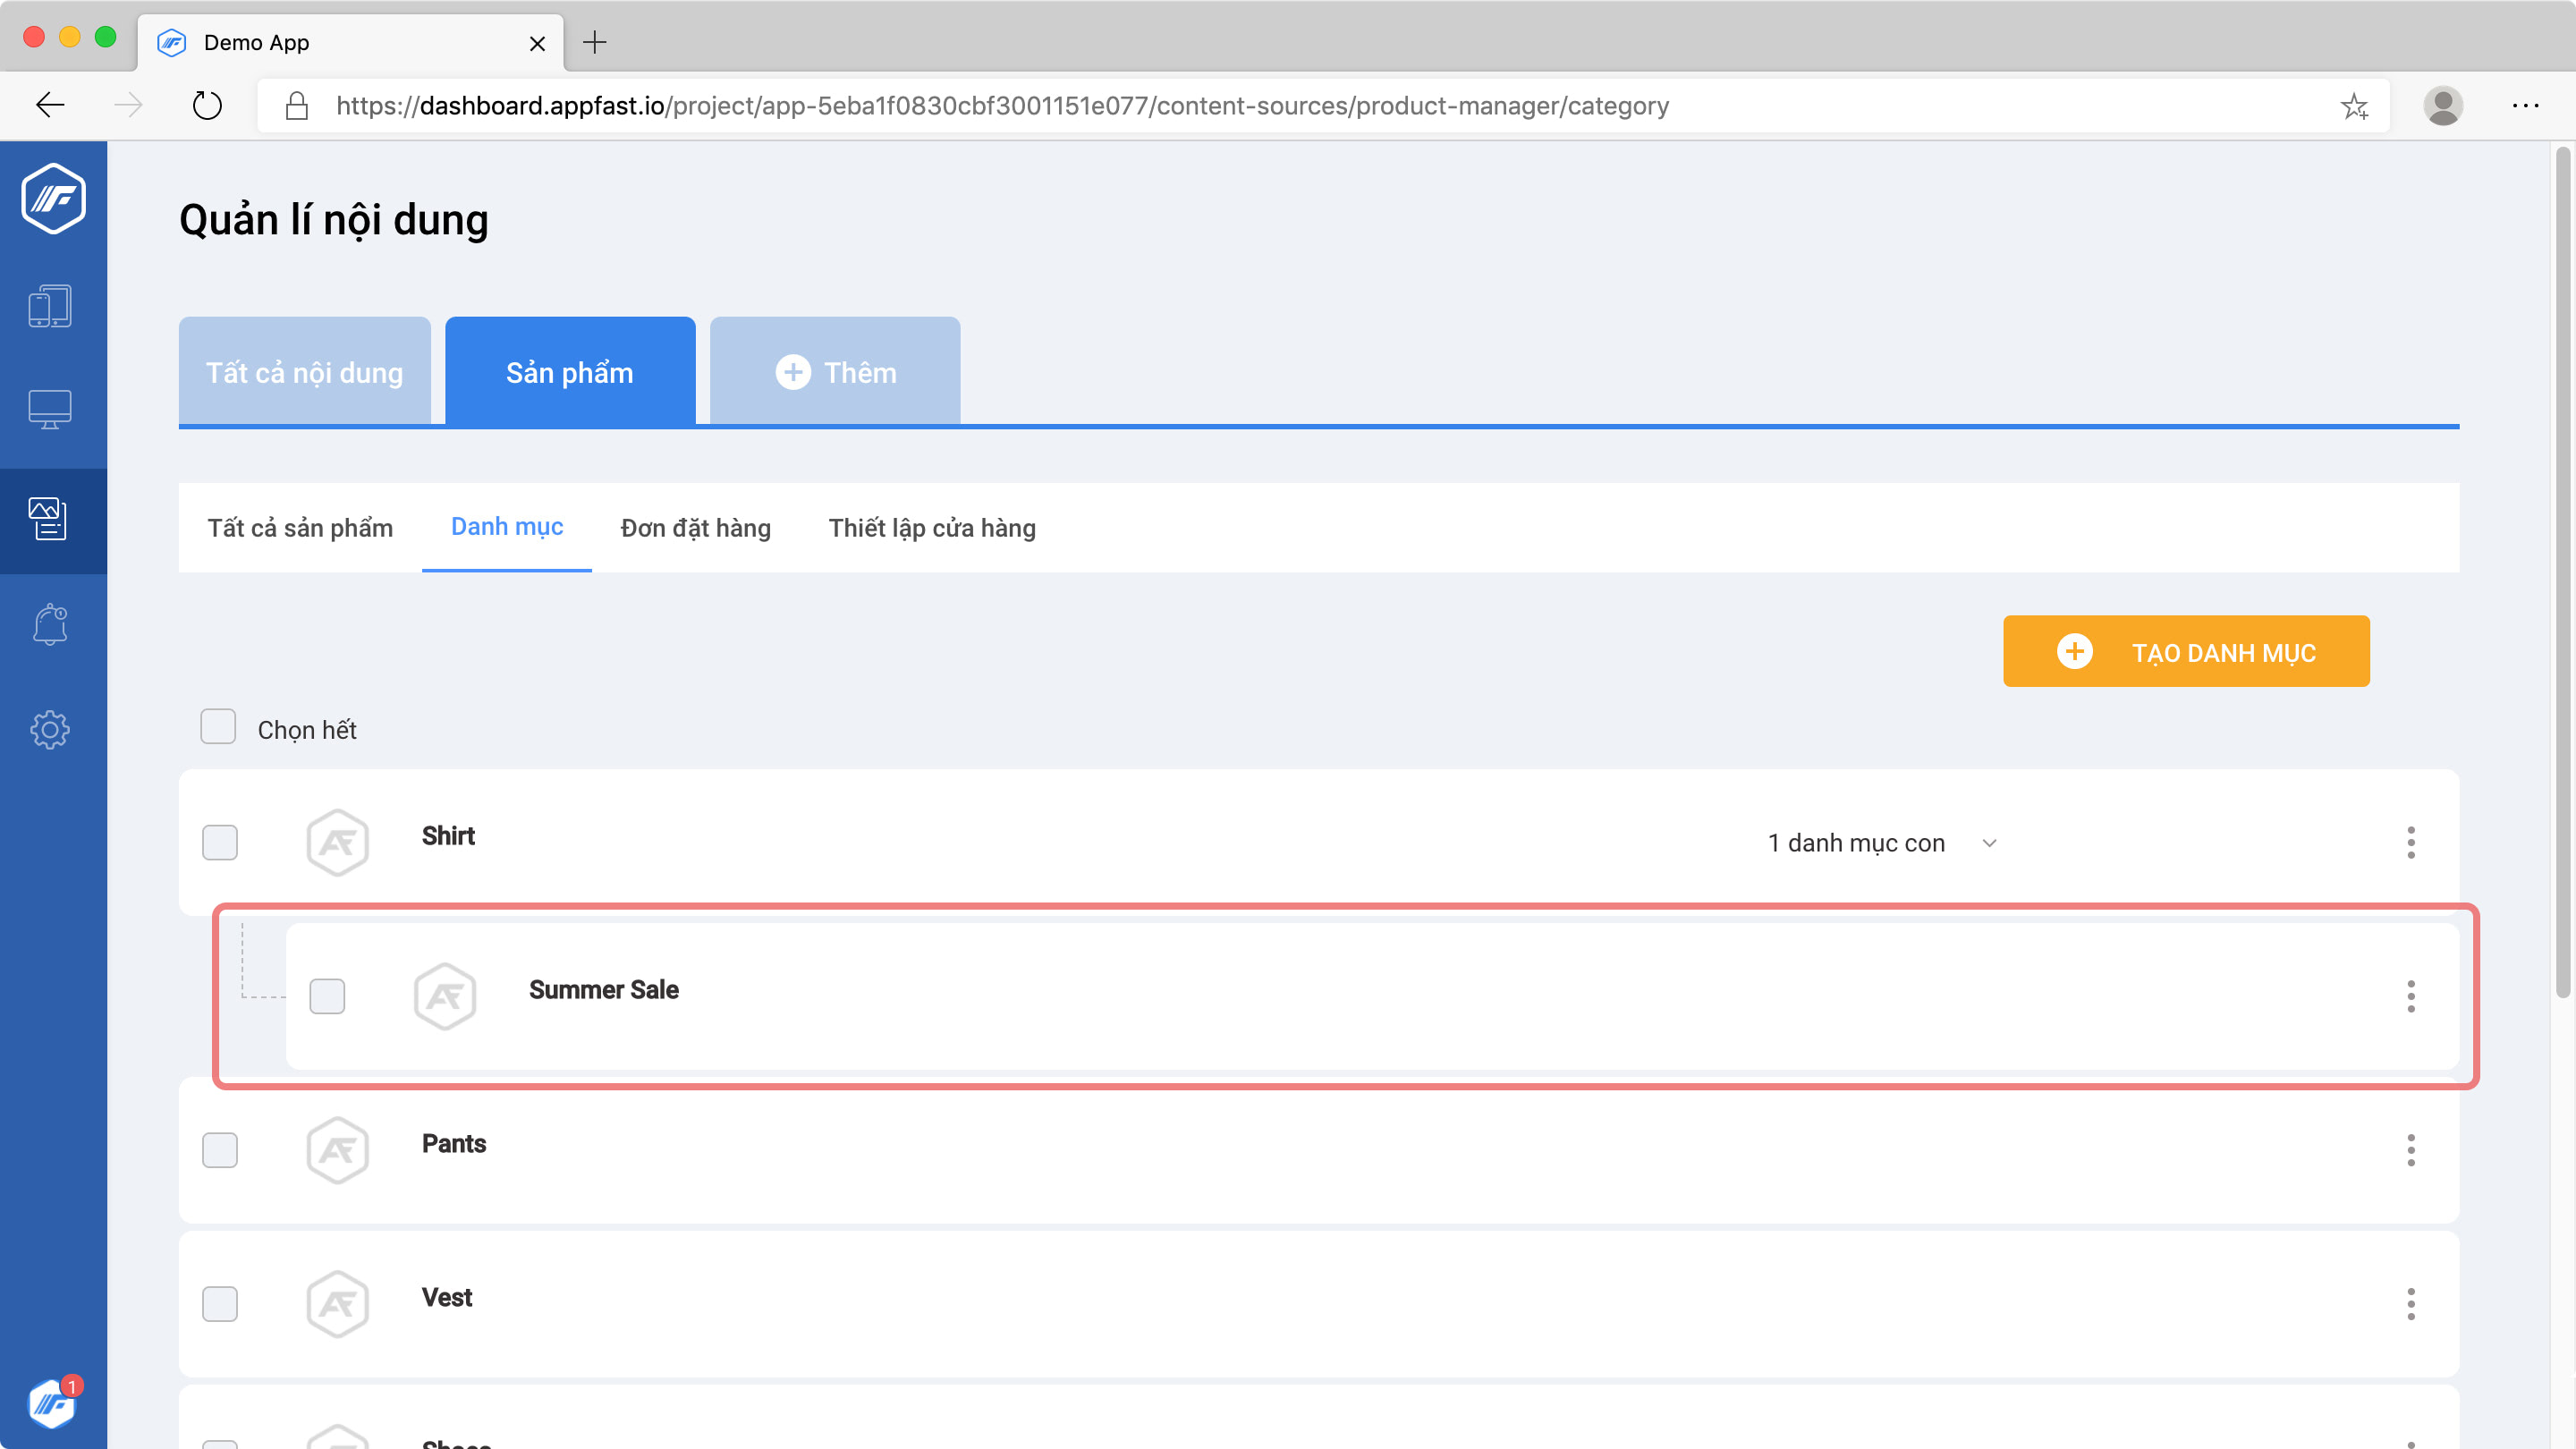 Demo App
https://dashboard.appfast.io/project/app-5eba1f0830cbf3001151e077/content-sources/product-manager/category
Quản lí nội dung
Tất cả nội dung Sản phẩm Thêm
Tất cả sản phẩm Danh mục Đơn đặt hàng Thiết lập cửa hàng
TẠO DANH MỤC
Chọn hết
Shirt 1 danh mục con
Summer Sale
Pants
Vest
1